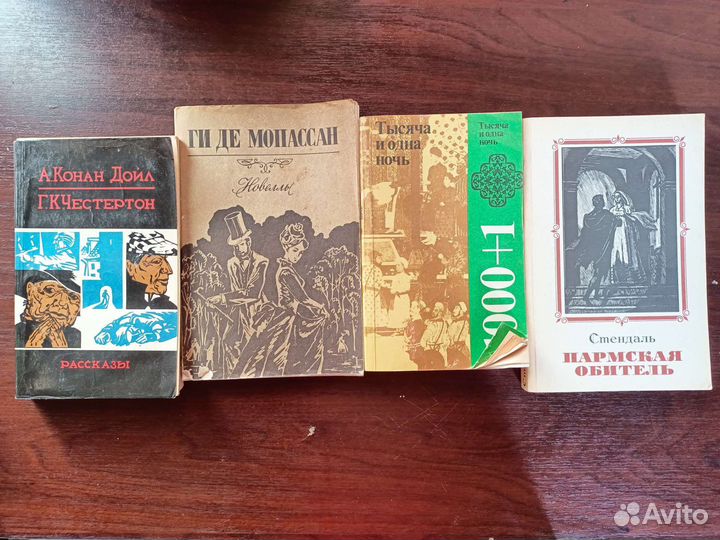 А.Конан Дойл
Г.К.Честертон
Рассказы
ГИ ДЕ МОПАССАН
Новеллы
Тысяча
и одна
ночь
Тысяча
и одна
ночь
1000+1
Стендаль
ПАРМСКАЯ
ОБИТЕЛЬ
Avito